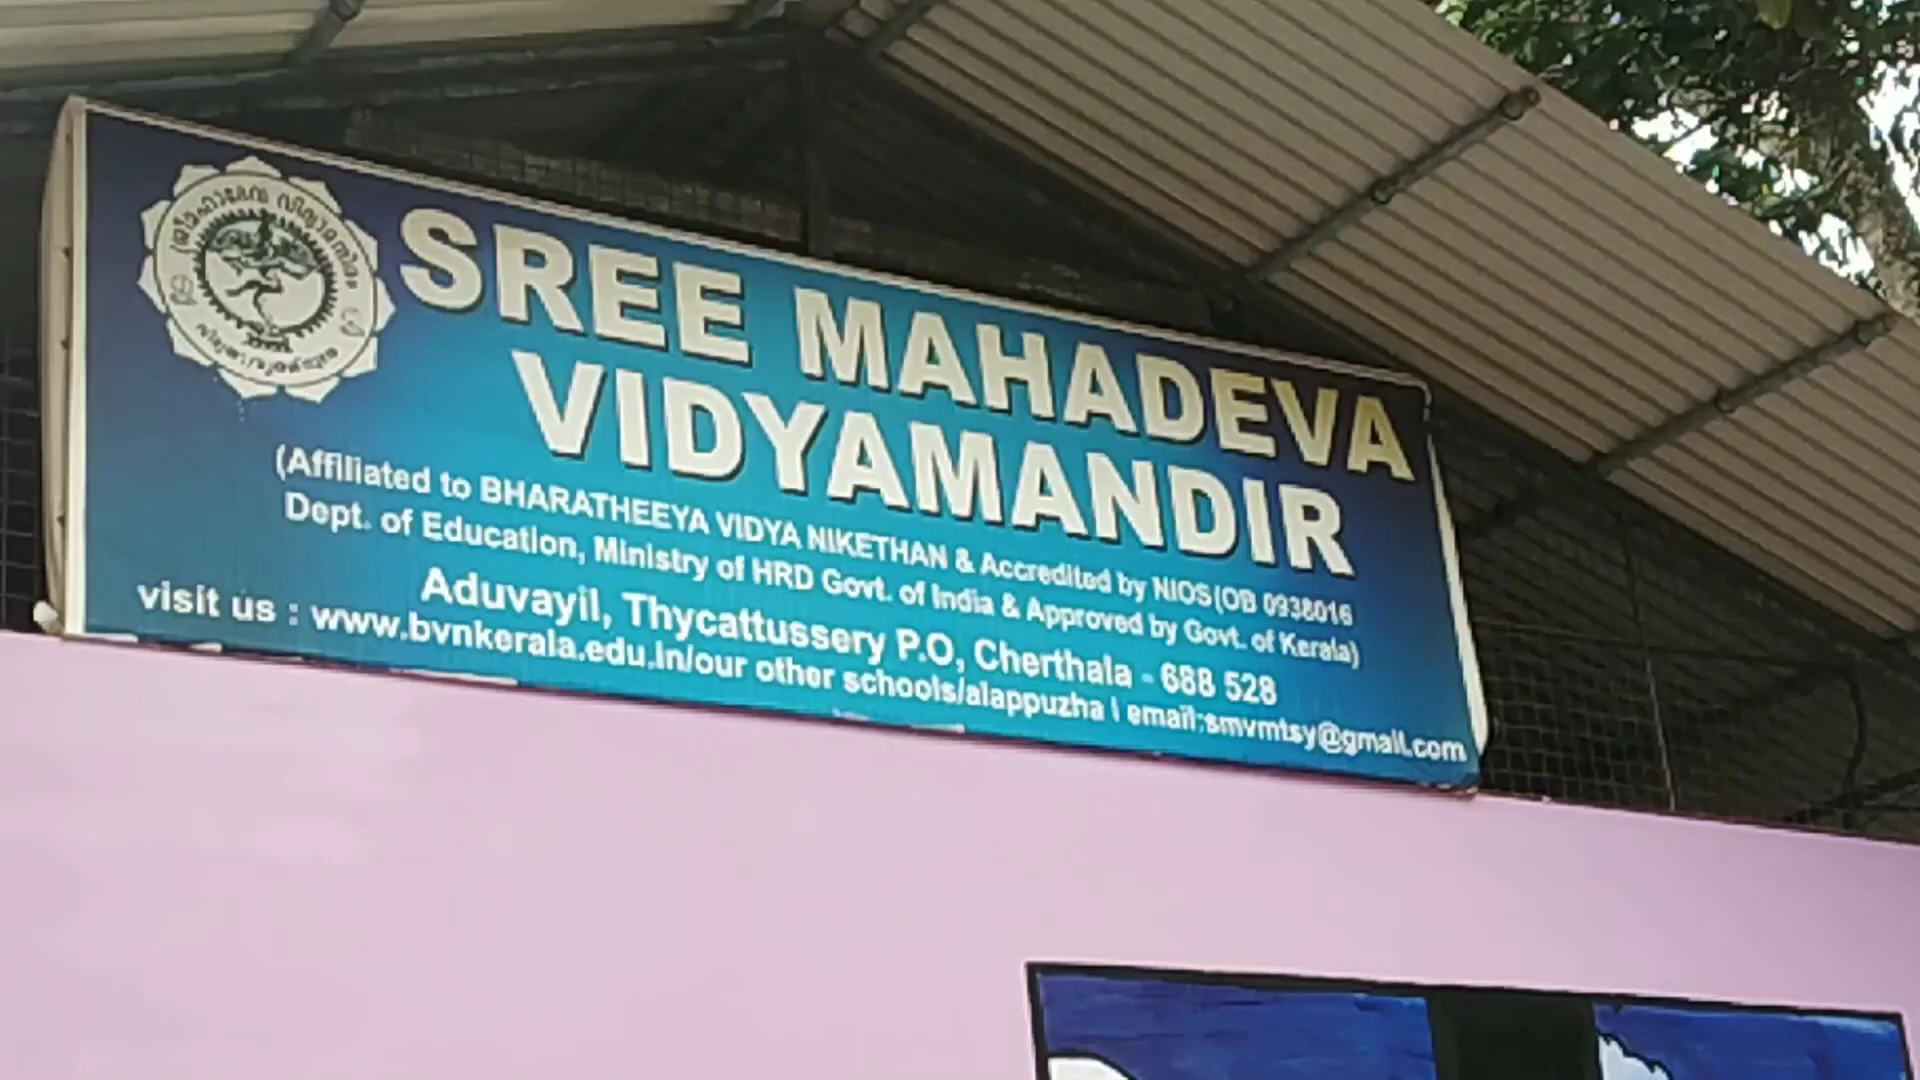 ശ്രീമഹാദേവ വിദ്യാമന്ദിരം
SREE MAHADEVA
VIDYAMANDIR
(Affiliated to BHARATHEEYA VIDYA NIKETHAN & Accredited by NIOS(OB 0938016
Dept. of Education, Ministry of HRD Govt. of India & Approved by Govt. of Kerala)
Aduvayil, Thycattussery P.O, Cherthala - 688 528
visit us : www.bvnkerala.edu.in/our other schools/alappuzha | email:smvmtsy@gmail.com